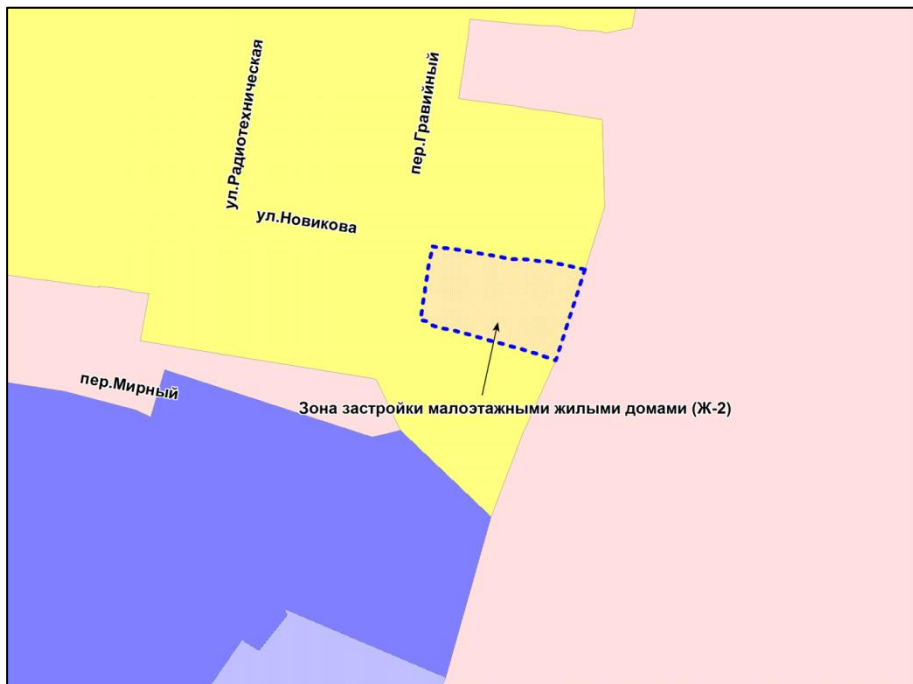 ул.Радиотехническая
пер.Гравийный
ул.Новикова
пер.Мирный
Зона застройки малоэтажными жилыми домами (Ж-2)